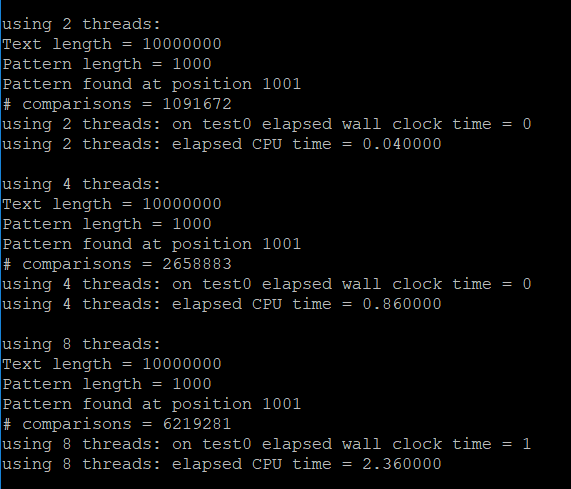 using 2 threads:
Text length = 10000000
Pattern length = 1000
Pattern found at position 1001
# comparisons = 1091672
using 2 threads: on test0 elapsed wall clock time = 0
using 2 threads: elapsed CPU time = 0.040000
using 4 threads:
Text length = 10000000
Pattern length = 1000
Pattern found at position 1001
# comparisons = 2658883
using 4 threads: on test0 elapsed wall clock time = 0
using 4 threads: elapsed CPU time = 0.860000
using 8 threads:
Text length = 10000000
Pattern length = 1000
Pattern found at position 1001
# comparisons = 6219281
using 8 threads: on test0 elapsed wall clock time = 1
using 8 threads: elapsed CPU time = 2.360000